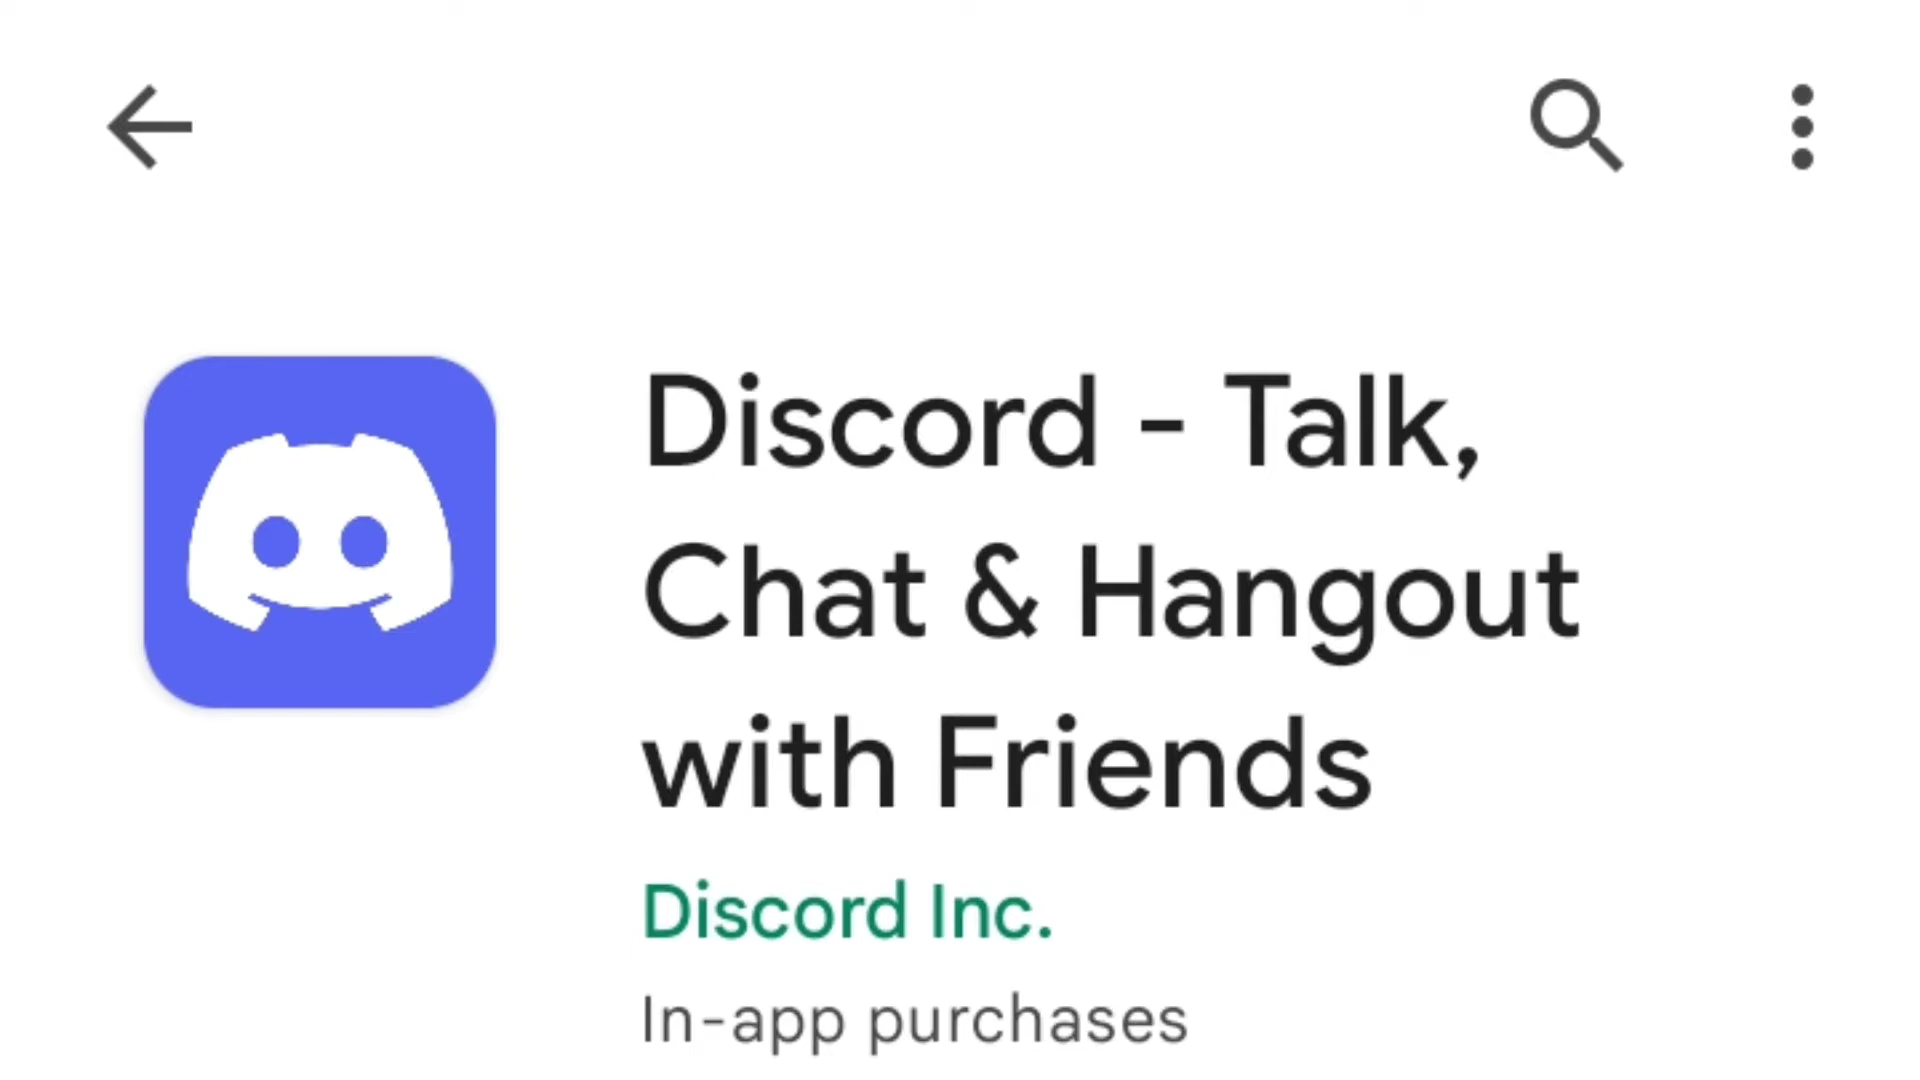 Discord - Talk,
Chat & Hangout
with Friends
Discord Inc.
In-app purchases